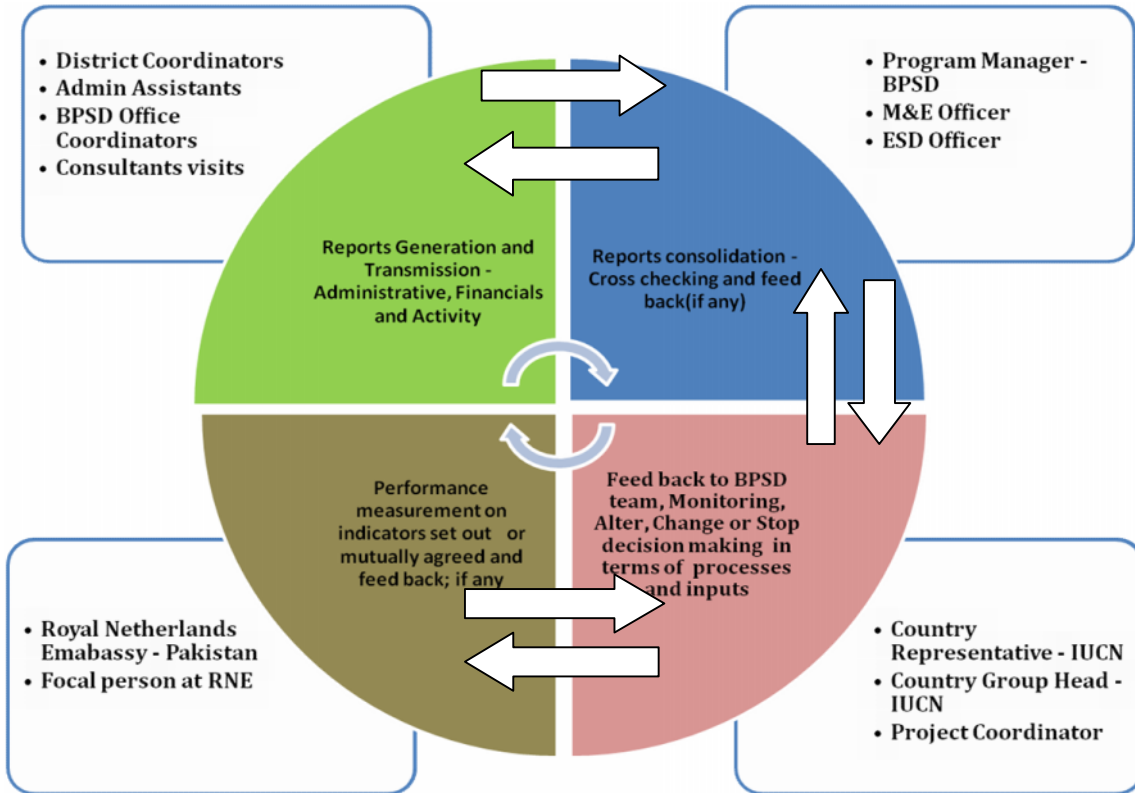 • District Coordinators
• Admin Assistants
• BPSD Office
Coordinators
• Consultants visits
• Program Manager -
BPSD
• M&E Officer
• ESD Officer
Reports Generation and
Transmission -
Administrative, Financials
and Activity
Reports consolidation -
Cross checking and feed
back(if any)
Performance
measurement on
indicators set out or
mutually agreed and
feed back; if any
Feed back to BPSD
team, Monitoring,
Alter, Change or Stop
decision making in
terms of processes
and inputs
• Royal Netherlands
Emabassy - Pakistan
• Focal person at RNE
• Country
Representative - IUCN
• Country Group Head -
IUCN
• Project Coordinator